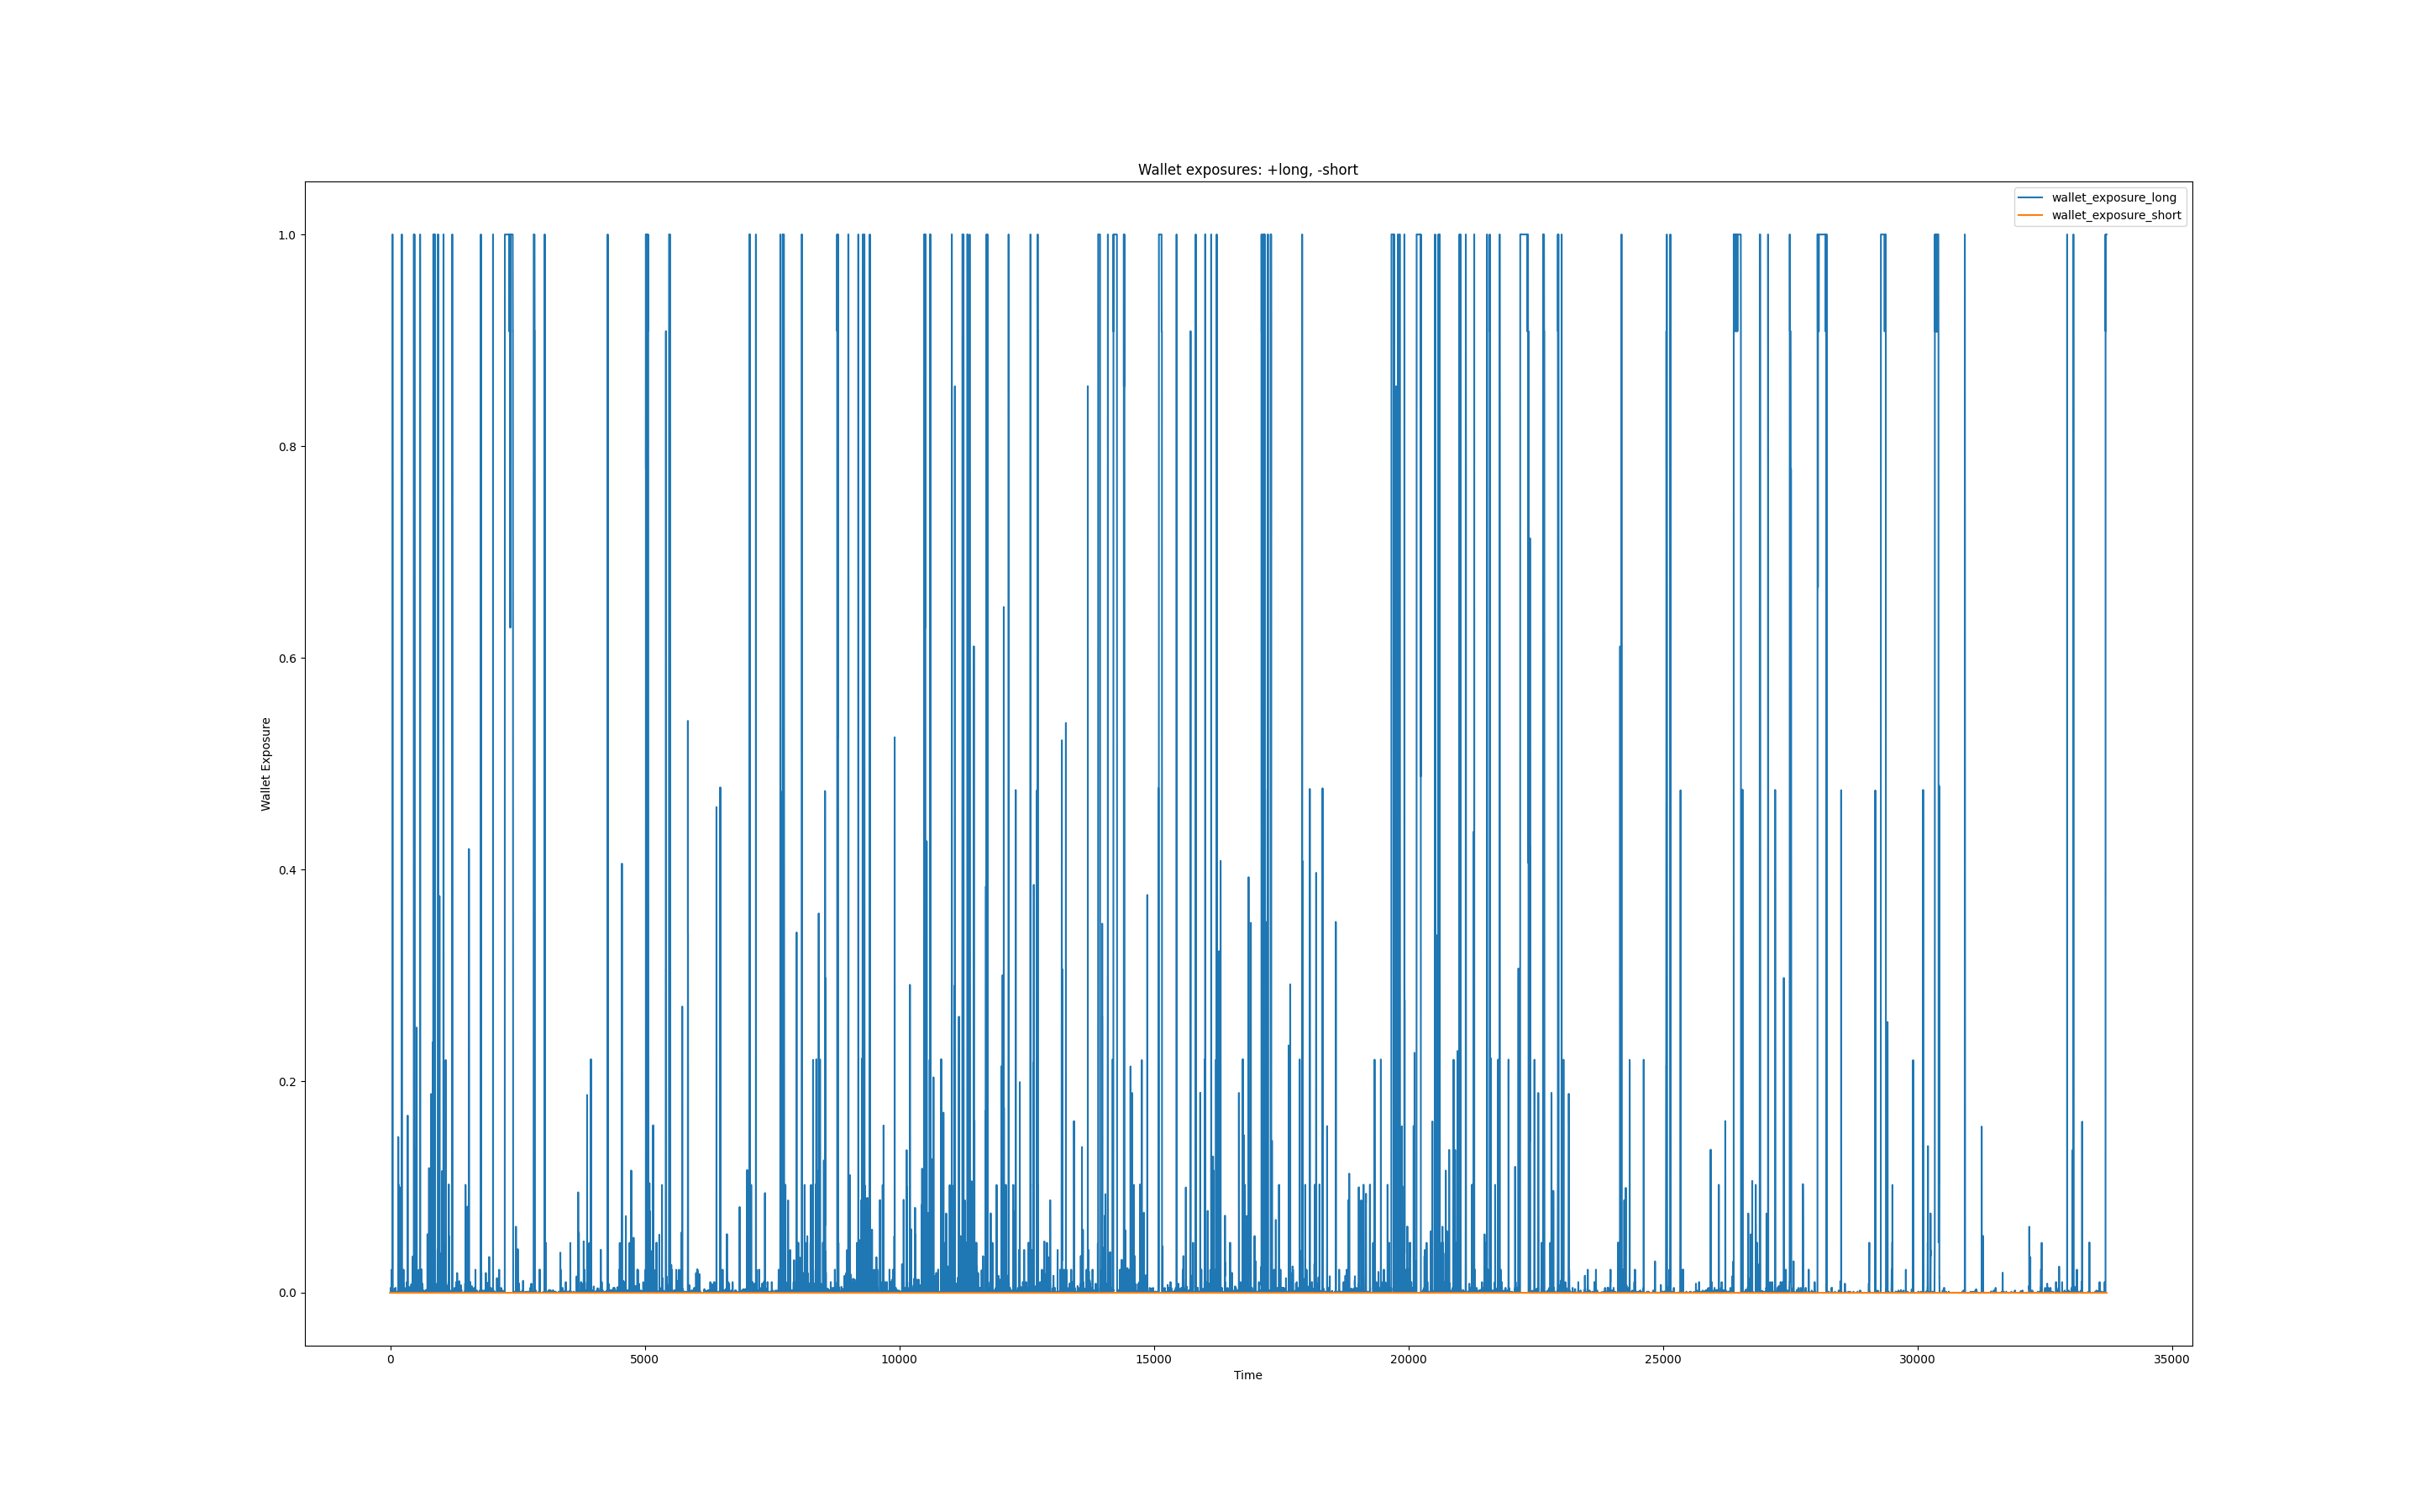 Wallet exposures: +long, -short
wallet_exposure_long
wallet_exposure_short
1.0
0.8
0.6
0.4
0.2
0.0
Wallet Exposure
0 5000 10000 15000 20000 25000 30000 35000
Time